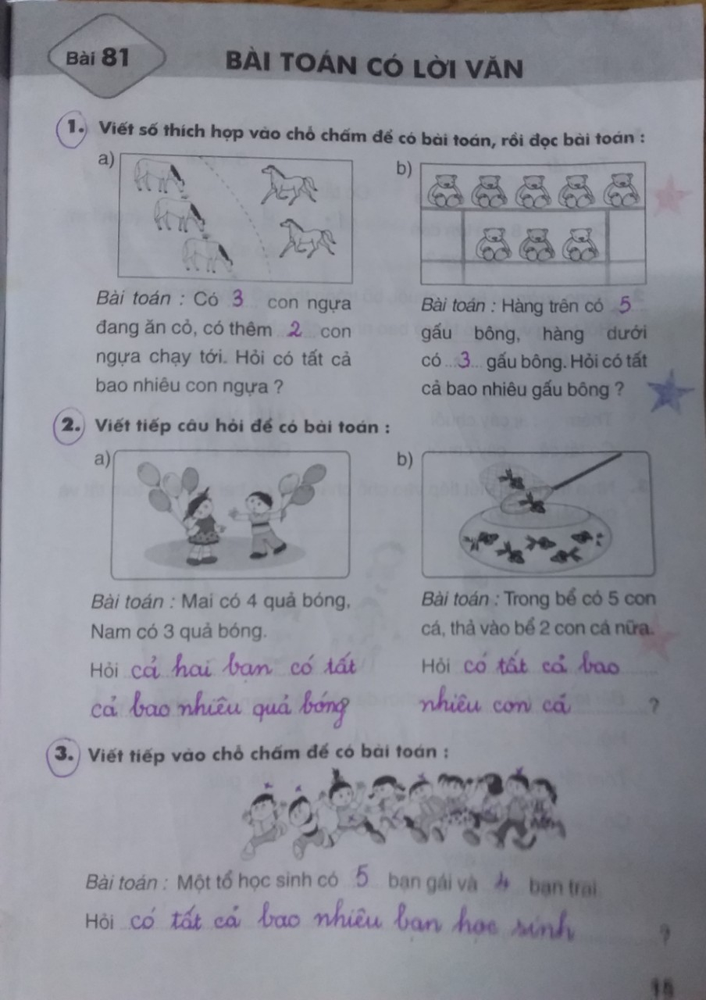 Bài 81
BÀI TOÁN CÓ LỜI VĂN
1. Viết số thích hợp vào chỗ chấm để có bài toán, rồi đọc bài toán :
a)
Bài toán : Có 3 con ngựa
đang ăn cỏ, có thêm 2 con
ngựa chạy tới. Hỏi có tất cả
bao nhiêu con ngựa ?
b)
Bài toán : Hàng trên có 5
gấu bông, hàng dưới
có ...3... gấu bông. Hỏi có tất
cả bao nhiêu gấu bông ?
2. Viết tiếp câu hỏi để có bài toán :
a)
Bài toán : Mai có 4 quả bóng,
Nam có 3 quả bóng.
Hỏi cả hai bạn có tất
cả bao nhiêu quả bóng
b)
Bài toán : Trong bể có 5 con
cá, thả vào bể 2 con cá nữa.
Hỏi có tất cả bao
nhiêu con cá ?
3. Viết tiếp vào chỗ chấm để có bài toán :
Bài toán : Một tổ học sinh có 5 bạn gái và 4 bạn trai
Hỏi có tất cả bao nhiêu bạn học sinh ?